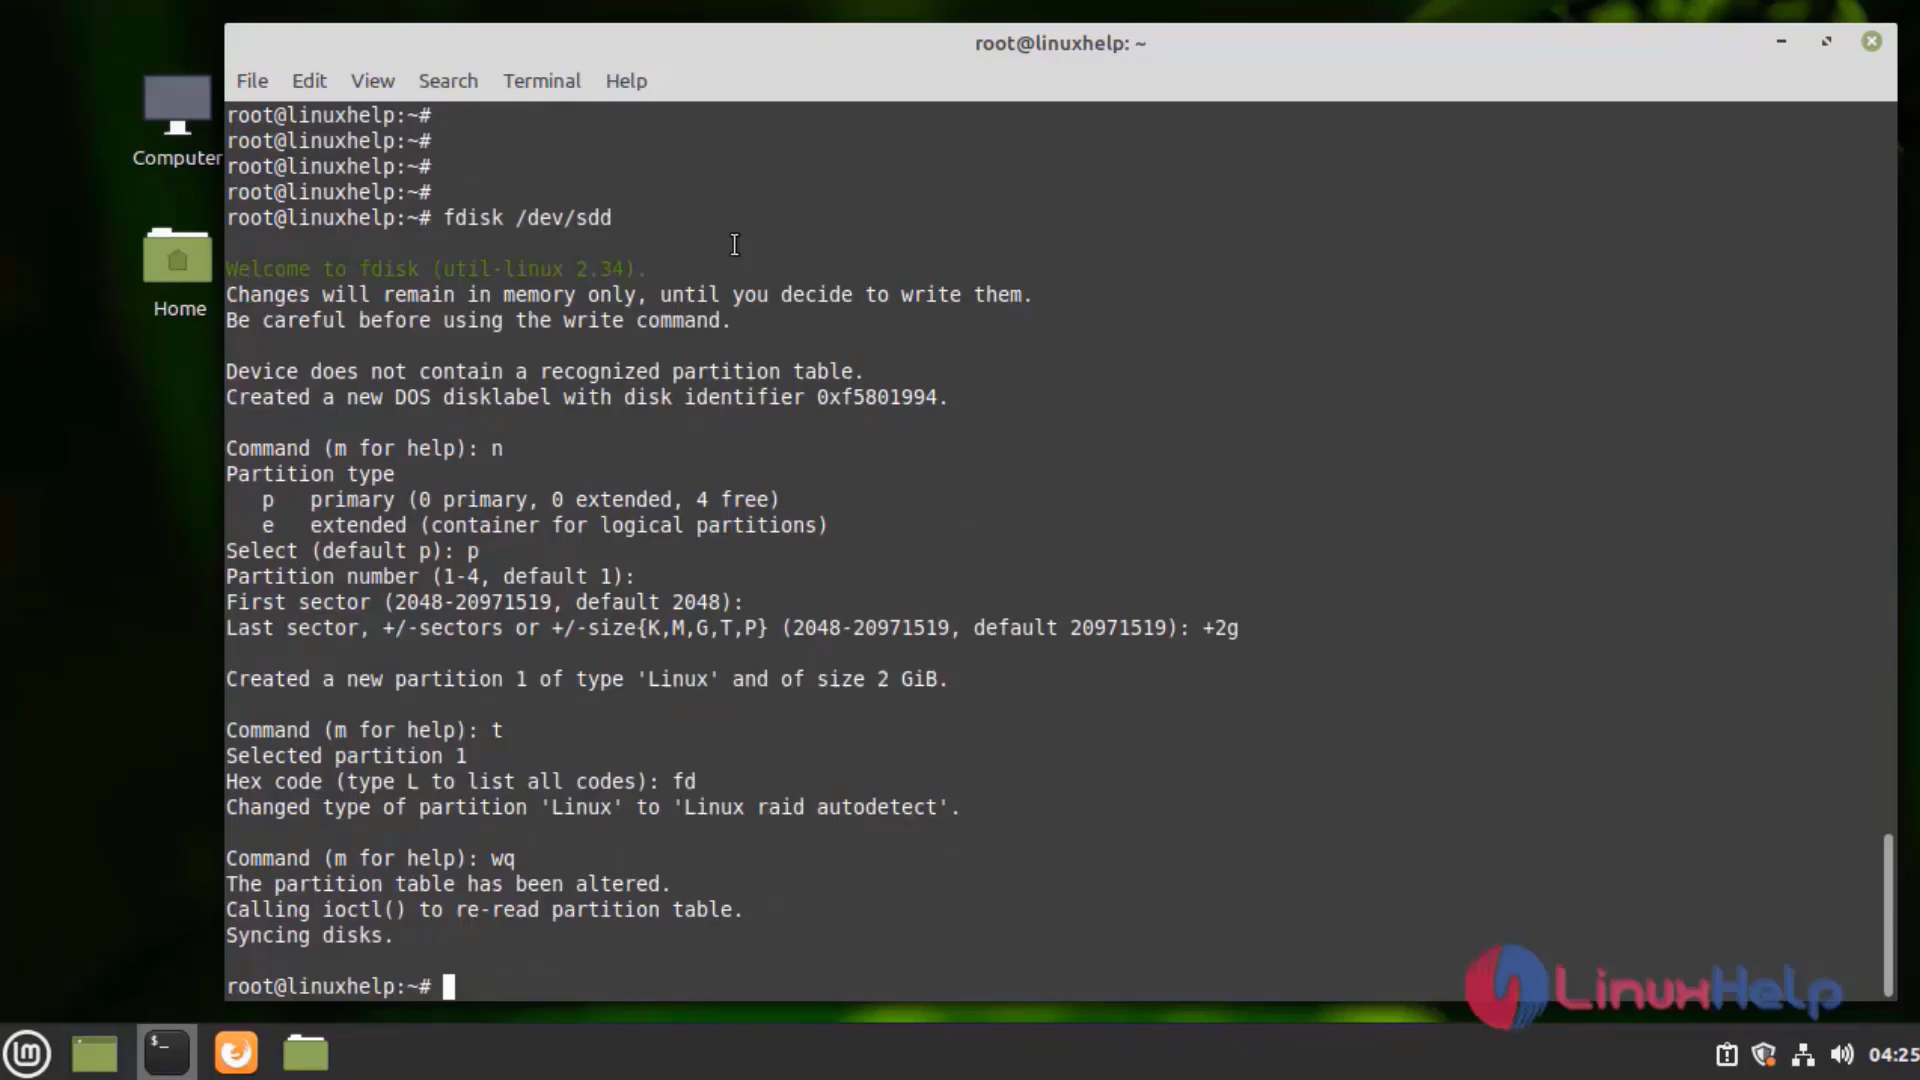 root@linuxhelp: ~
File Edit View Search Terminal Help
Computer
Home
root@linuxhelp:~#
root@linuxhelp:~#
root@linuxhelp:~#
root@linuxhelp:~#
root@linuxhelp:~# fdisk /dev/sdd
Welcome to fdisk (util-linux 2.34).
Changes will remain in memory only, until you decide to write them.
Be careful before using the write command.
Device does not contain a recognized partition table.
Created a new DOS disklabel with disk identifier 0xf5801994.
Command (m for help): n
Partition type
p primary (0 primary, 0 extended, 4 free)
e extended (container for logical partitions)
Select (default p): p
Partition number (1-4, default 1):
First sector (2048-20971519, default 2048):
Last sector, +/-sectors or +/-size{K,M,G,T,P} (2048-20971519, default 20971519): +2g
Created a new partition 1 of type 'Linux' and of size 2 GiB.
Command (m for help): t
Selected partition 1
Hex code (type L to list all codes): fd
Changed type of partition 'Linux' to 'Linux raid autodetect'.
Command (m for help): wq
The partition table has been altered.
Calling ioctl() to re-read partition table.
Syncing disks.
root@linuxhelp:~#
LinuxHelp
$_
04:25